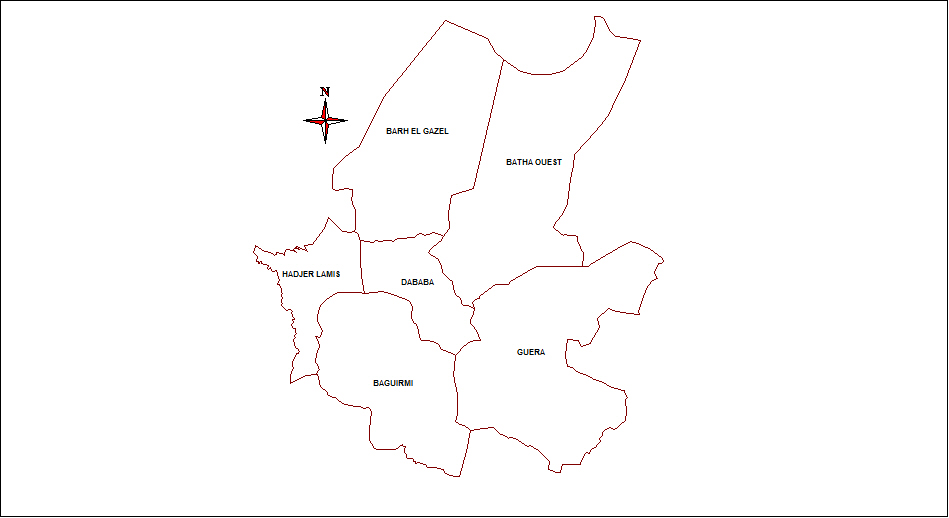 N
BARH EL GAZEL
BATHA OUEST
HADJER LAMIS
DABABA
GUERA
BAGUIRMI